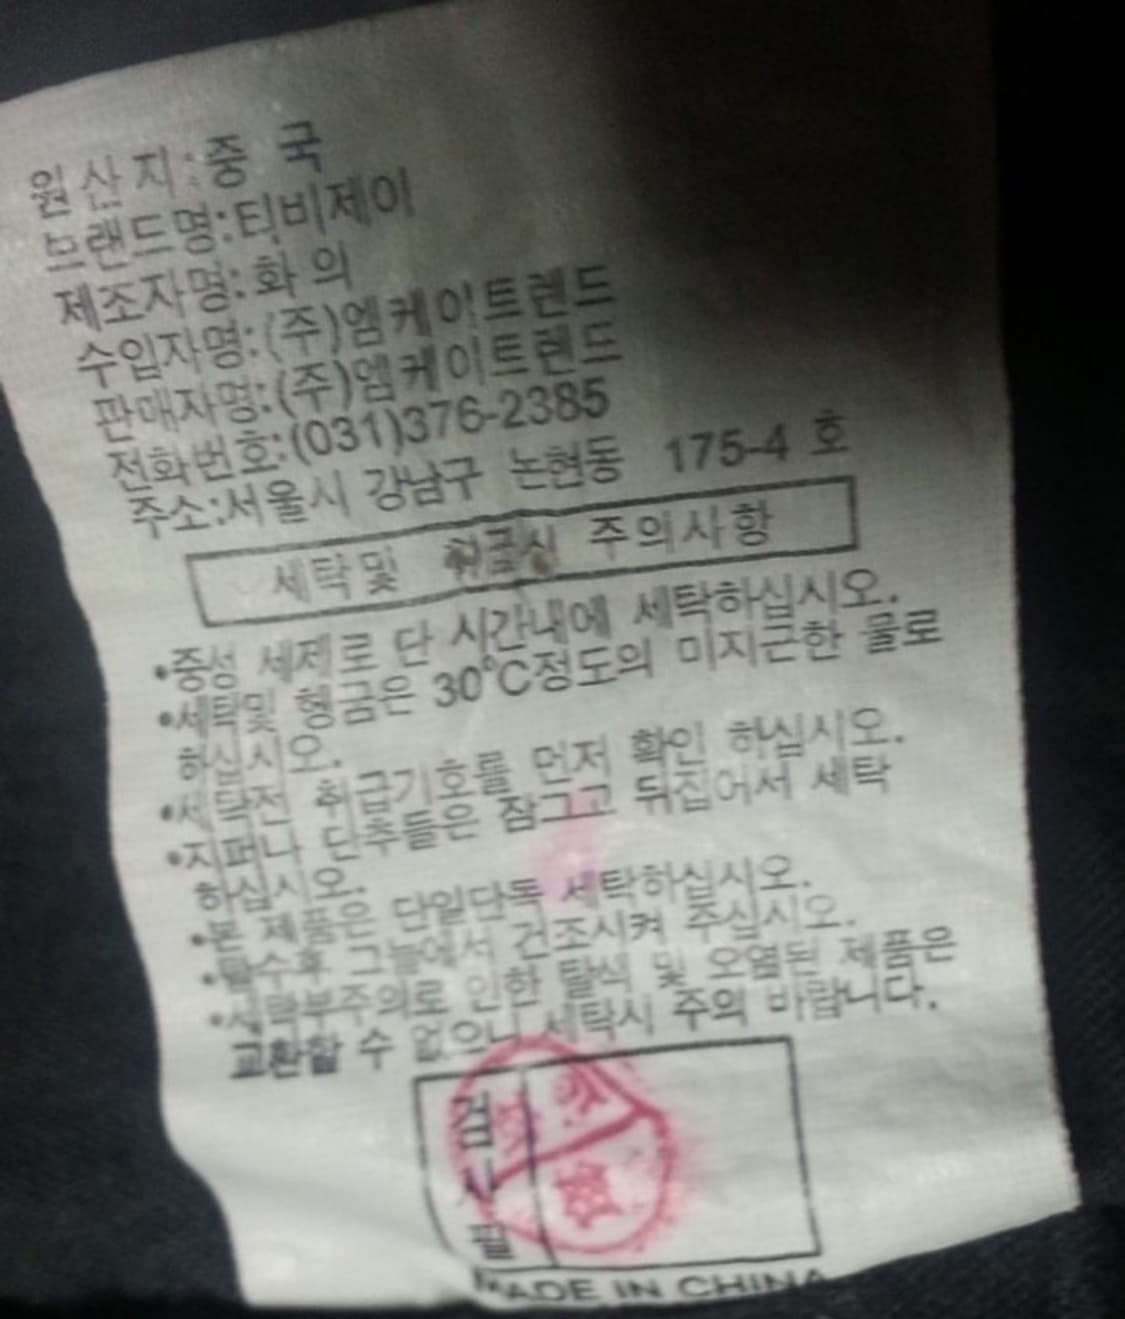 원산지:중 국
브랜드명:티비제이
제조자명:화 의
수입자명:(주)엠케이트렌드
판매자명:(주)엠케이트렌드
전화번호:(031)376-2385
주소:서울시 강남구 논현동 175-4 호
세탁및 취급시 주의사항
•중성 세제로 단 시간내에 세탁하십시오.
•세탁및 헹굼은 30°C정도의 미지근한 물로
하십시오.
•세탁전 취급기호를 먼저 확인 하십시오.
•지퍼나 단추들은 잠그고 뒤집어서 세탁
하십시오.
•본 제품은 단일단독 세탁하십시오.
•탈수후 그늘에서 건조시켜 주십시오.
•세탁부주의로 인한 탈색 및 오염된 제품은
교환할 수 없으니 세탁시 주의 바랍니다.
검사필
MADE IN CHINA